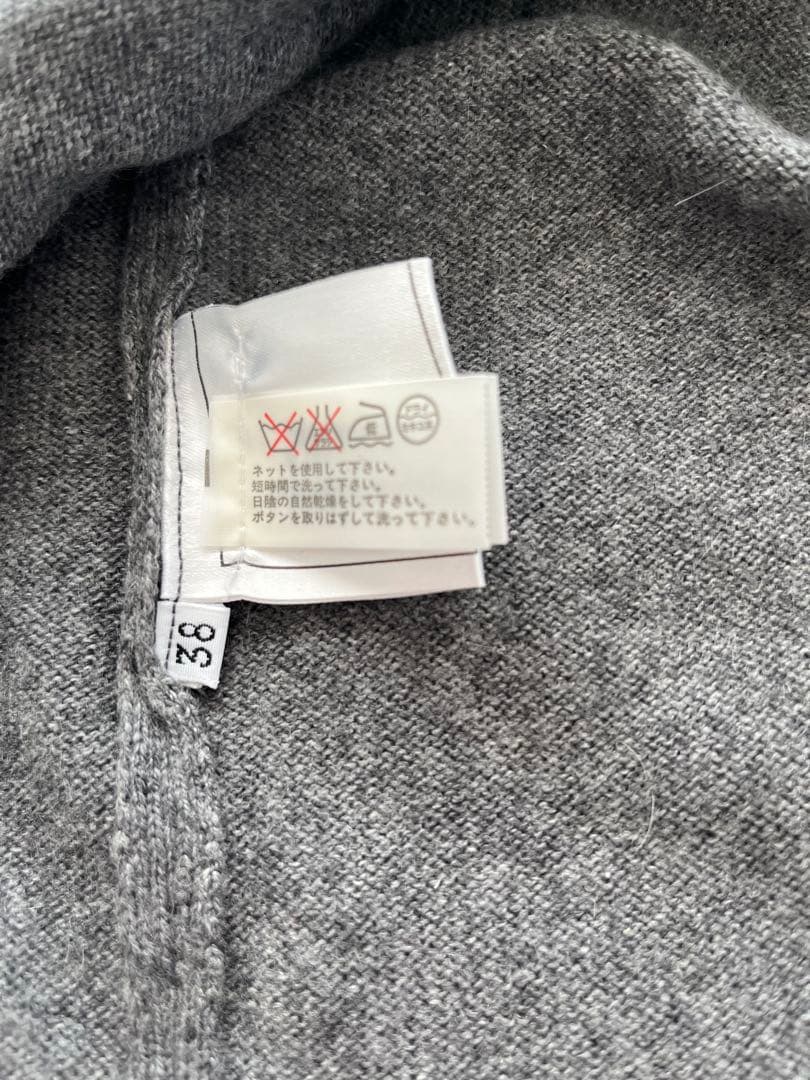 ネットを使用して下さい。
短時間で洗って下さい。
日陰の自然乾燥をして下さい。
ボタンを取りはずして洗って下さい。
38